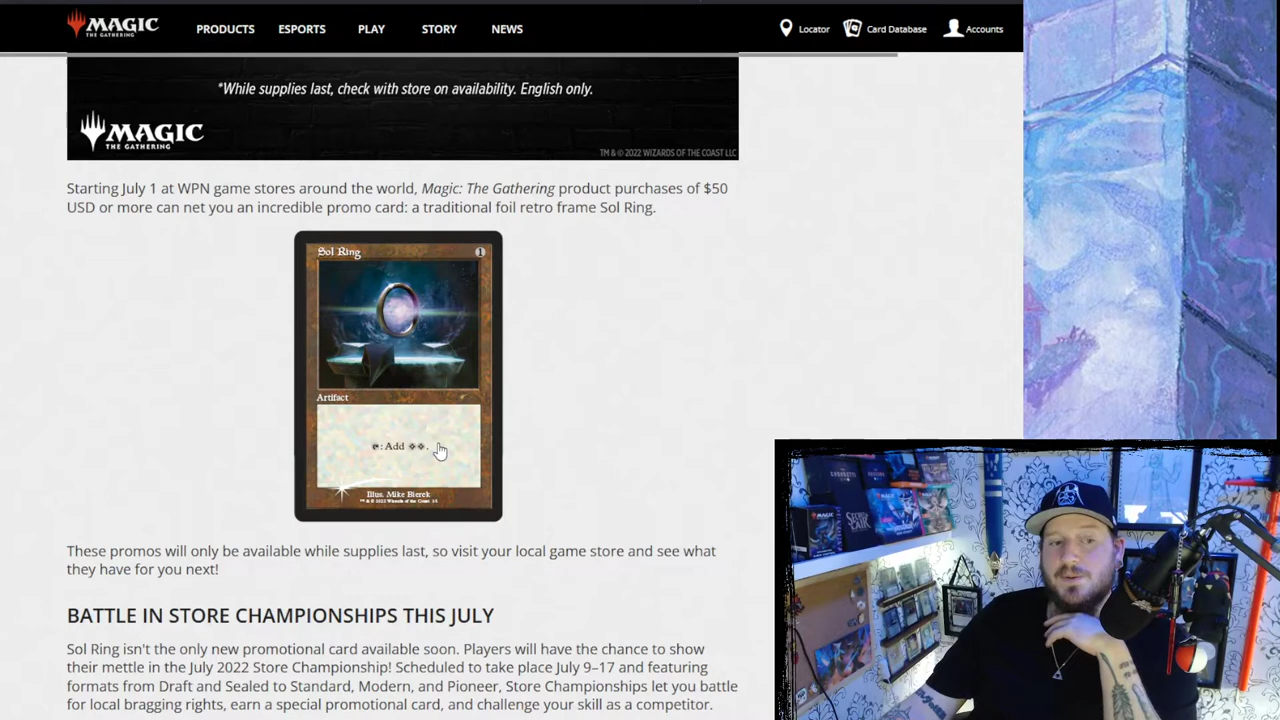 MAGIC
THE GATHERING
PRODUCTS
ESPORTS
PLAY
STORY
NEWS
Locator
Card Database
Accounts
*While supplies last, check with store on availability. English only.
MAGIC
THE GATHERING
TM & © 2022 WIZARDS OF THE COAST LLC
Starting July 1 at WPN game stores around the world, Magic: The Gathering product purchases of $50
USD or more can net you an incredible promo card: a traditional foil retro frame Sol Ring.
Sol Ring
1
Artifact
: Add
Illus. Mike Bierek
These promos will only be available while supplies last, so visit your local game store and see what
they have for you next!
BATTLE IN STORE CHAMPIONSHIPS THIS JULY
Sol Ring isn't the only new promotional card available soon. Players will have the chance to show
their mettle in the July 2022 Store Championship! Scheduled to take place July 9–17 and featuring
formats from Draft and Sealed to Standard, Modern, and Pioneer, Store Championships let you battle
for local bragging rights, earn a special promotional card, and challenge your skill as a competitor.
MAGIC
SECRET
LAIR